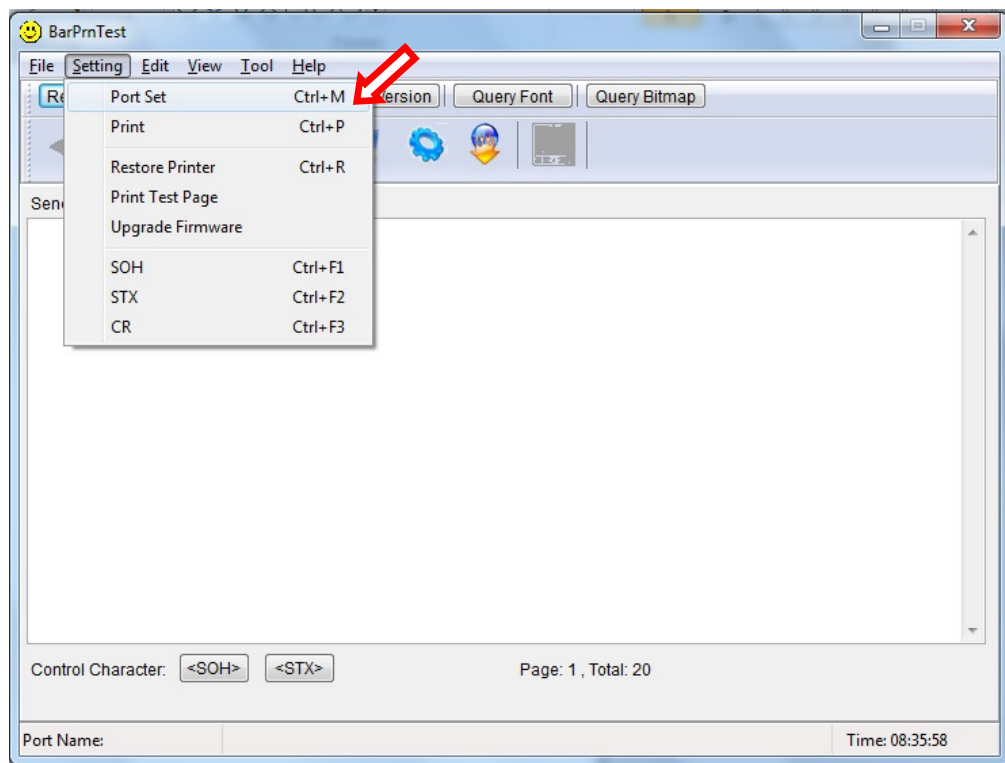 BarPrnTest
File Setting Edit View Tool Help
Query Font Query Bitmap
Port Set Ctrl+M
Print Ctrl+P
Restore Printer Ctrl+R
Print Test Page
Upgrade Firmware
SOH Ctrl+F1
STX Ctrl+F2
CR Ctrl+F3
Control Character: <SOH> <STX> Page: 1 , Total: 20
Port Name: Time: 08:35:58